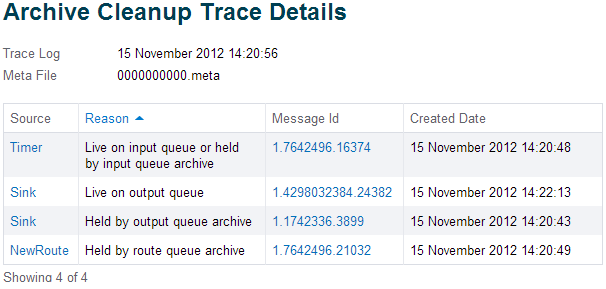 Archive Cleanup Trace Details
Trace Log 15 November 2012 14:20:56
Meta File 0000000000.meta
Source Reason Message Id Created Date
Timer Live on input queue or held by input queue archive 1.7642496.16374 15 November 2012 14:20:48
Sink Live on output queue 1.4298032384.24382 15 November 2012 14:22:13
Sink Held by output queue archive 1.1742336.3899 15 November 2012 14:20:43
NewRoute Held by route queue archive 1.7642496.21032 15 November 2012 14:20:49
Showing 4 of 4